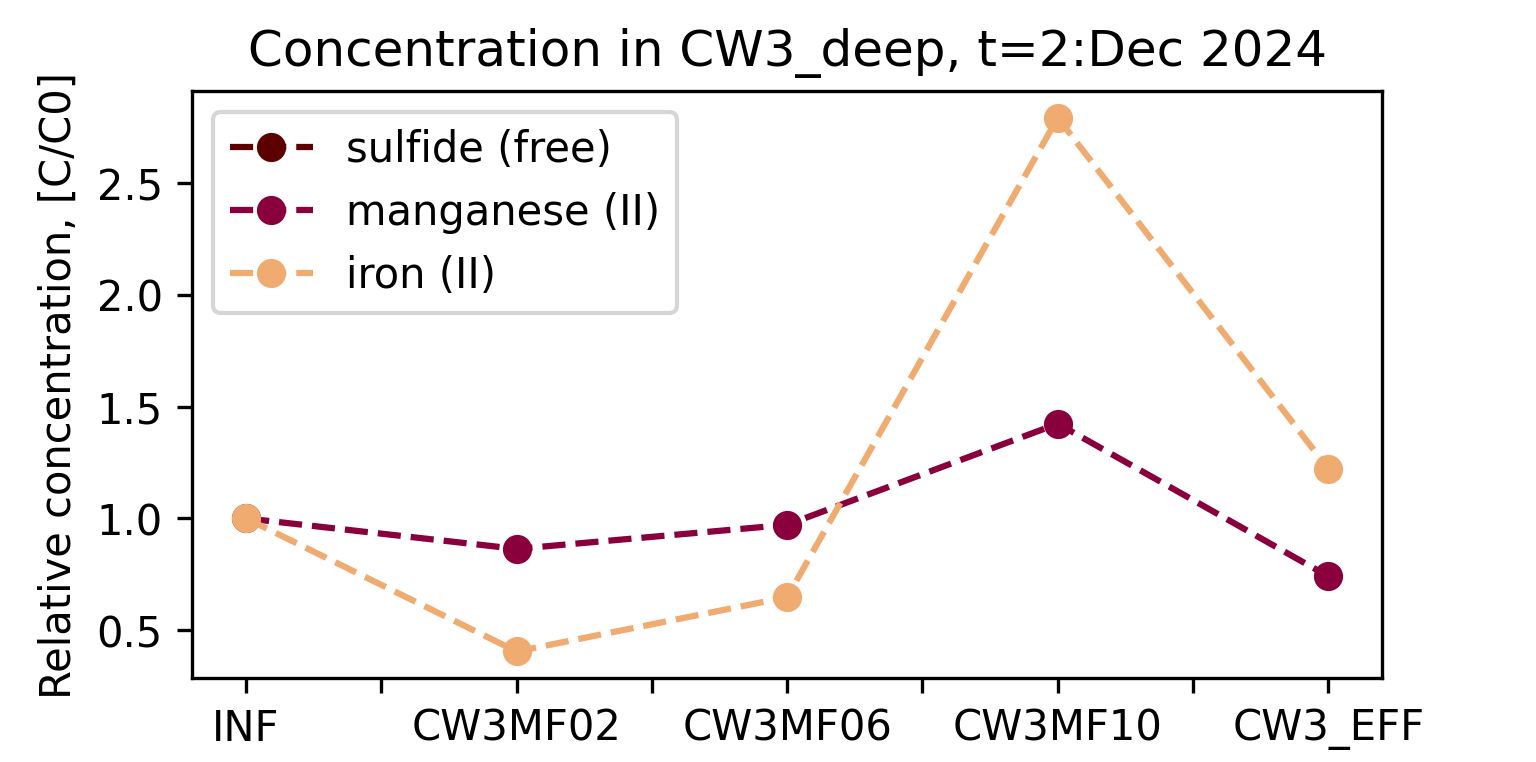 Concentration in CW3_deep, t=2:Dec 2024
Relative concentration, [C/C0]
sulfide (free)
manganese (II)
iron (II)
2.5
2.0
1.5
1.0
0.5
INF CW3MF02 CW3MF06 CW3MF10 CW3_EFF